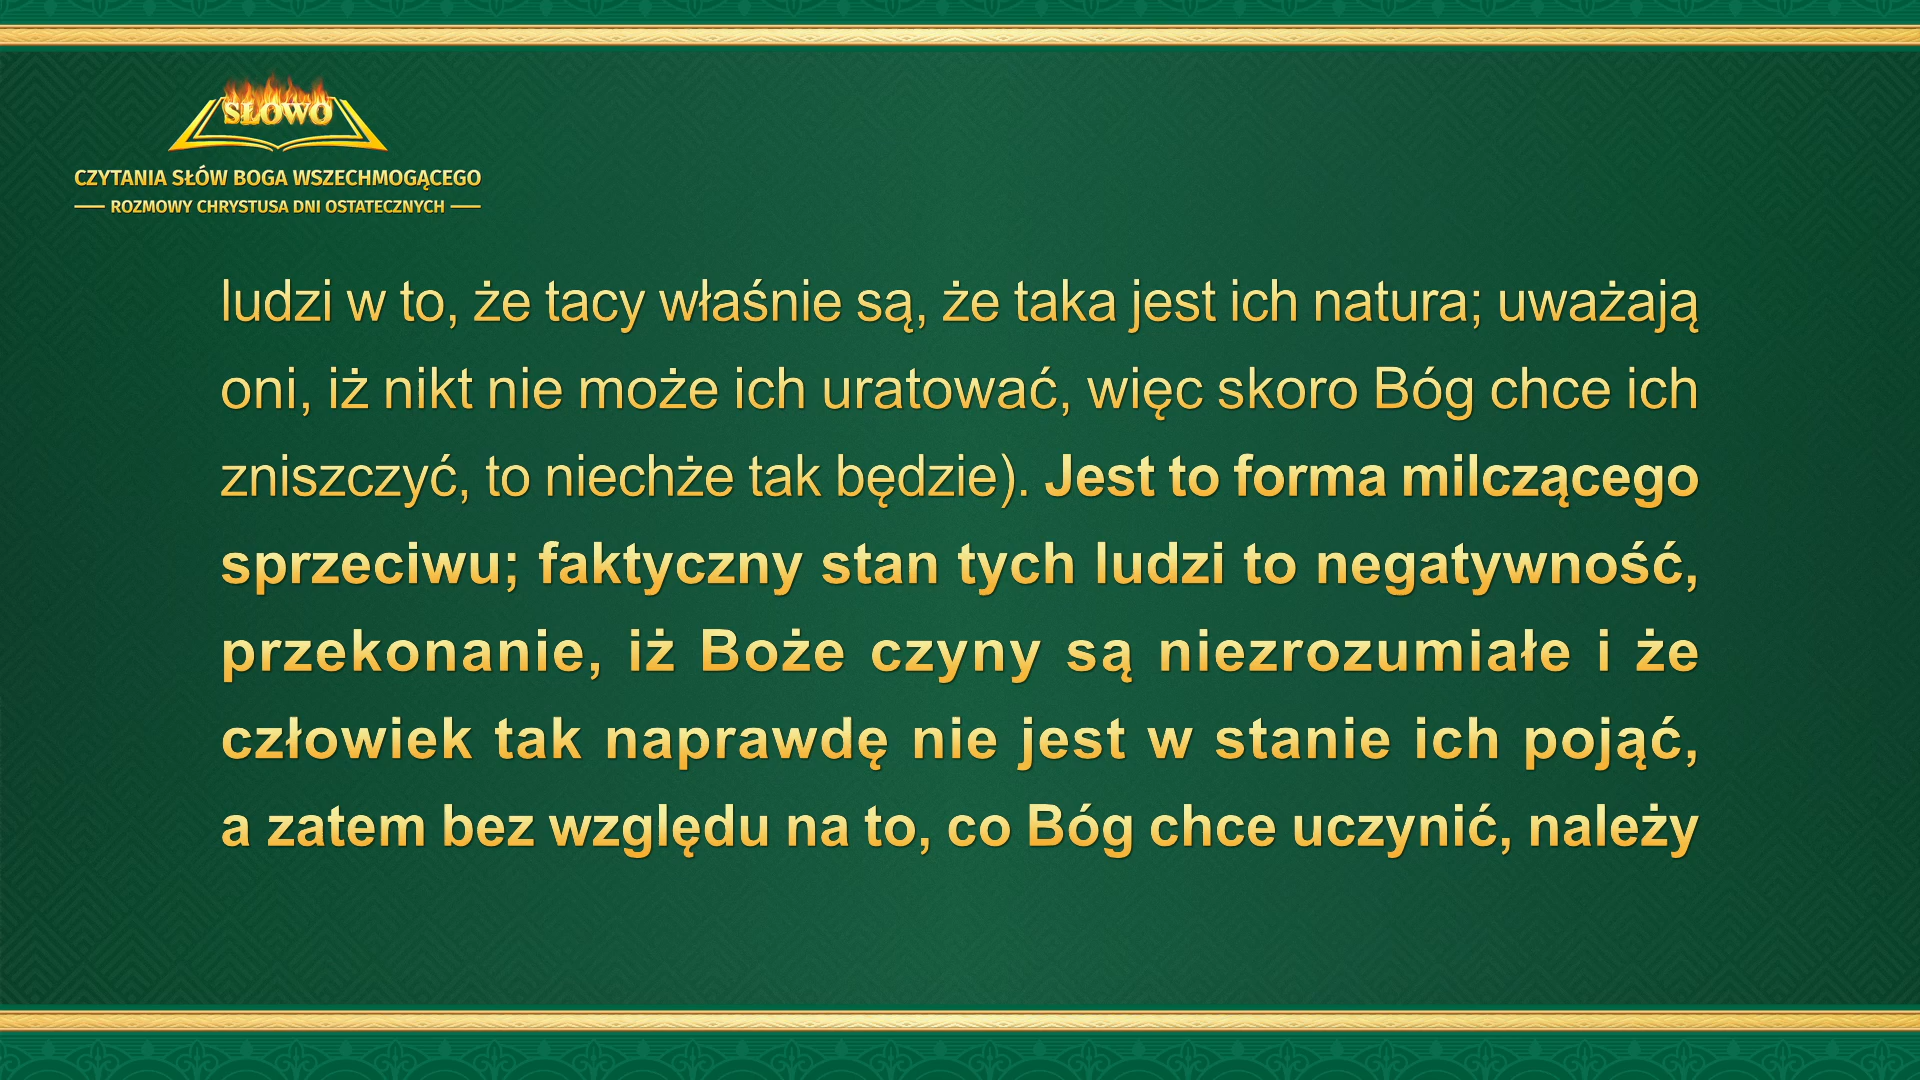 SŁOWO
CZYTANIA SŁÓW BOGA WSZECHMOGĄCEGO
ROZMOWY CHRYSTUSA DNI OSTATECZNYCH
ludzi w to, że tacy właśnie są, że taka jest ich natura; uważają
oni, iż nikt nie może ich uratować, więc skoro Bóg chce ich
zniszczyć, to niechże tak będzie). Jest to forma milczącego
sprzeciwu; faktyczny stan tych ludzi to negatywność,
przekonanie, iż Boże czyny są niezrozumiałe i że
człowiek tak naprawdę nie jest w stanie ich pojąć,
a zatem bez względu na to, co Bóg chce uczynić, należy